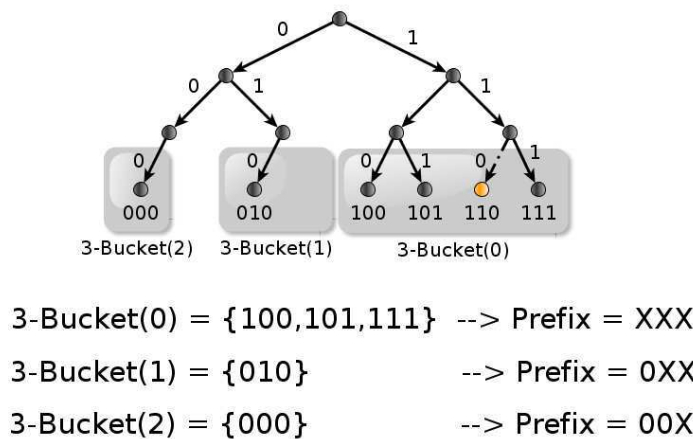 0 1
0 1 1
0 0 0 1 0 1
000 010 100 101 110 111
3-Bucket(2) 3-Bucket(1) 3-Bucket(0)
3-Bucket(0) = {100,101,111} --> Prefix = XXX
3-Bucket(1) = {010} --> Prefix = 0XX
3-Bucket(2) = {000} --> Prefix = 00X